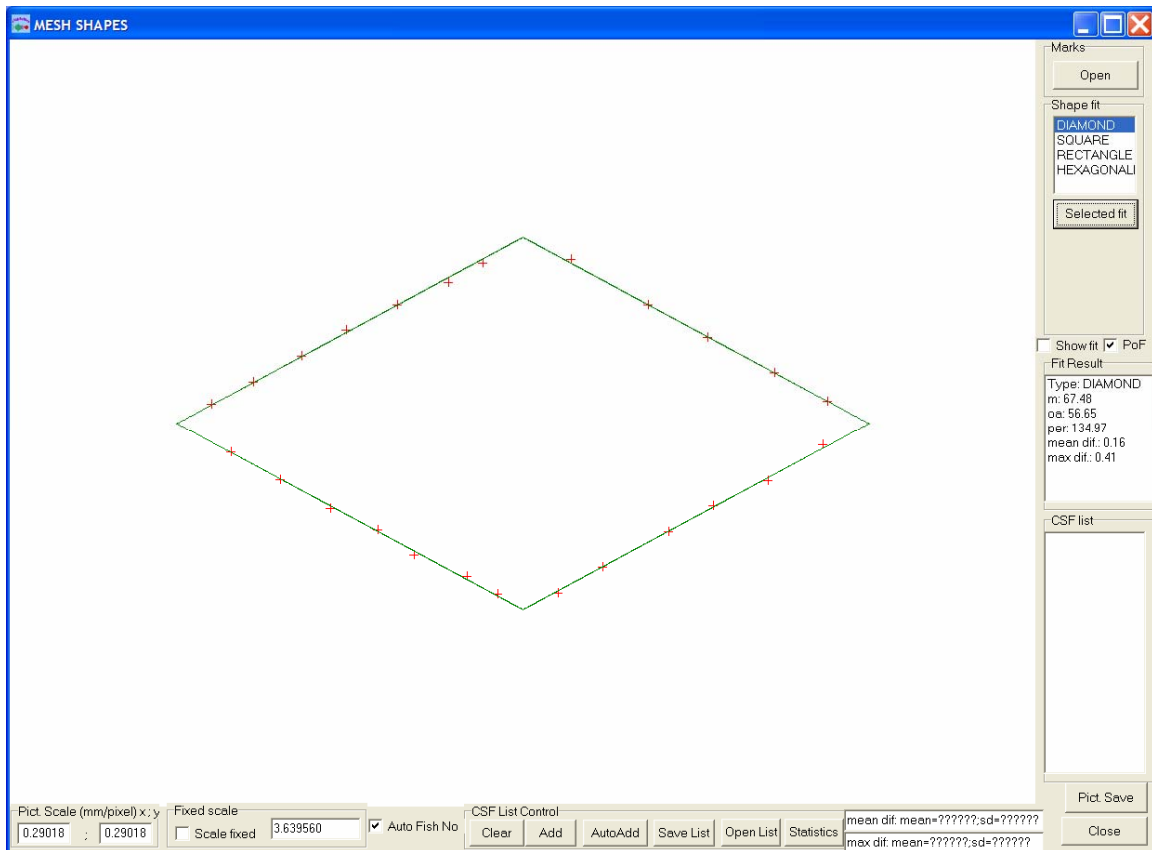 MESH SHAPES
Marks
Open
Shape fit
DIAMOND
SQUARE
RECTANGLE
HEXAGONALI
Selected fit
Show fit PoF
Fit Result
Type: DIAMOND
m: 67.48
oa: 56.65
per: 134.97
mean dif.: 0.16
max dif.: 0.41
CSF list
Pict. Save
Close
Pict. Scale (mm/pixel) x ; y
0.29018 ; 0.29018
Fixed scale
Scale fixed 3.639560
Auto Fish No
CSF List Control
Clear Add AutoAdd Save List Open List Statistics
mean dif: mean=??????;sd=??????
max dif: mean=??????;sd=??????